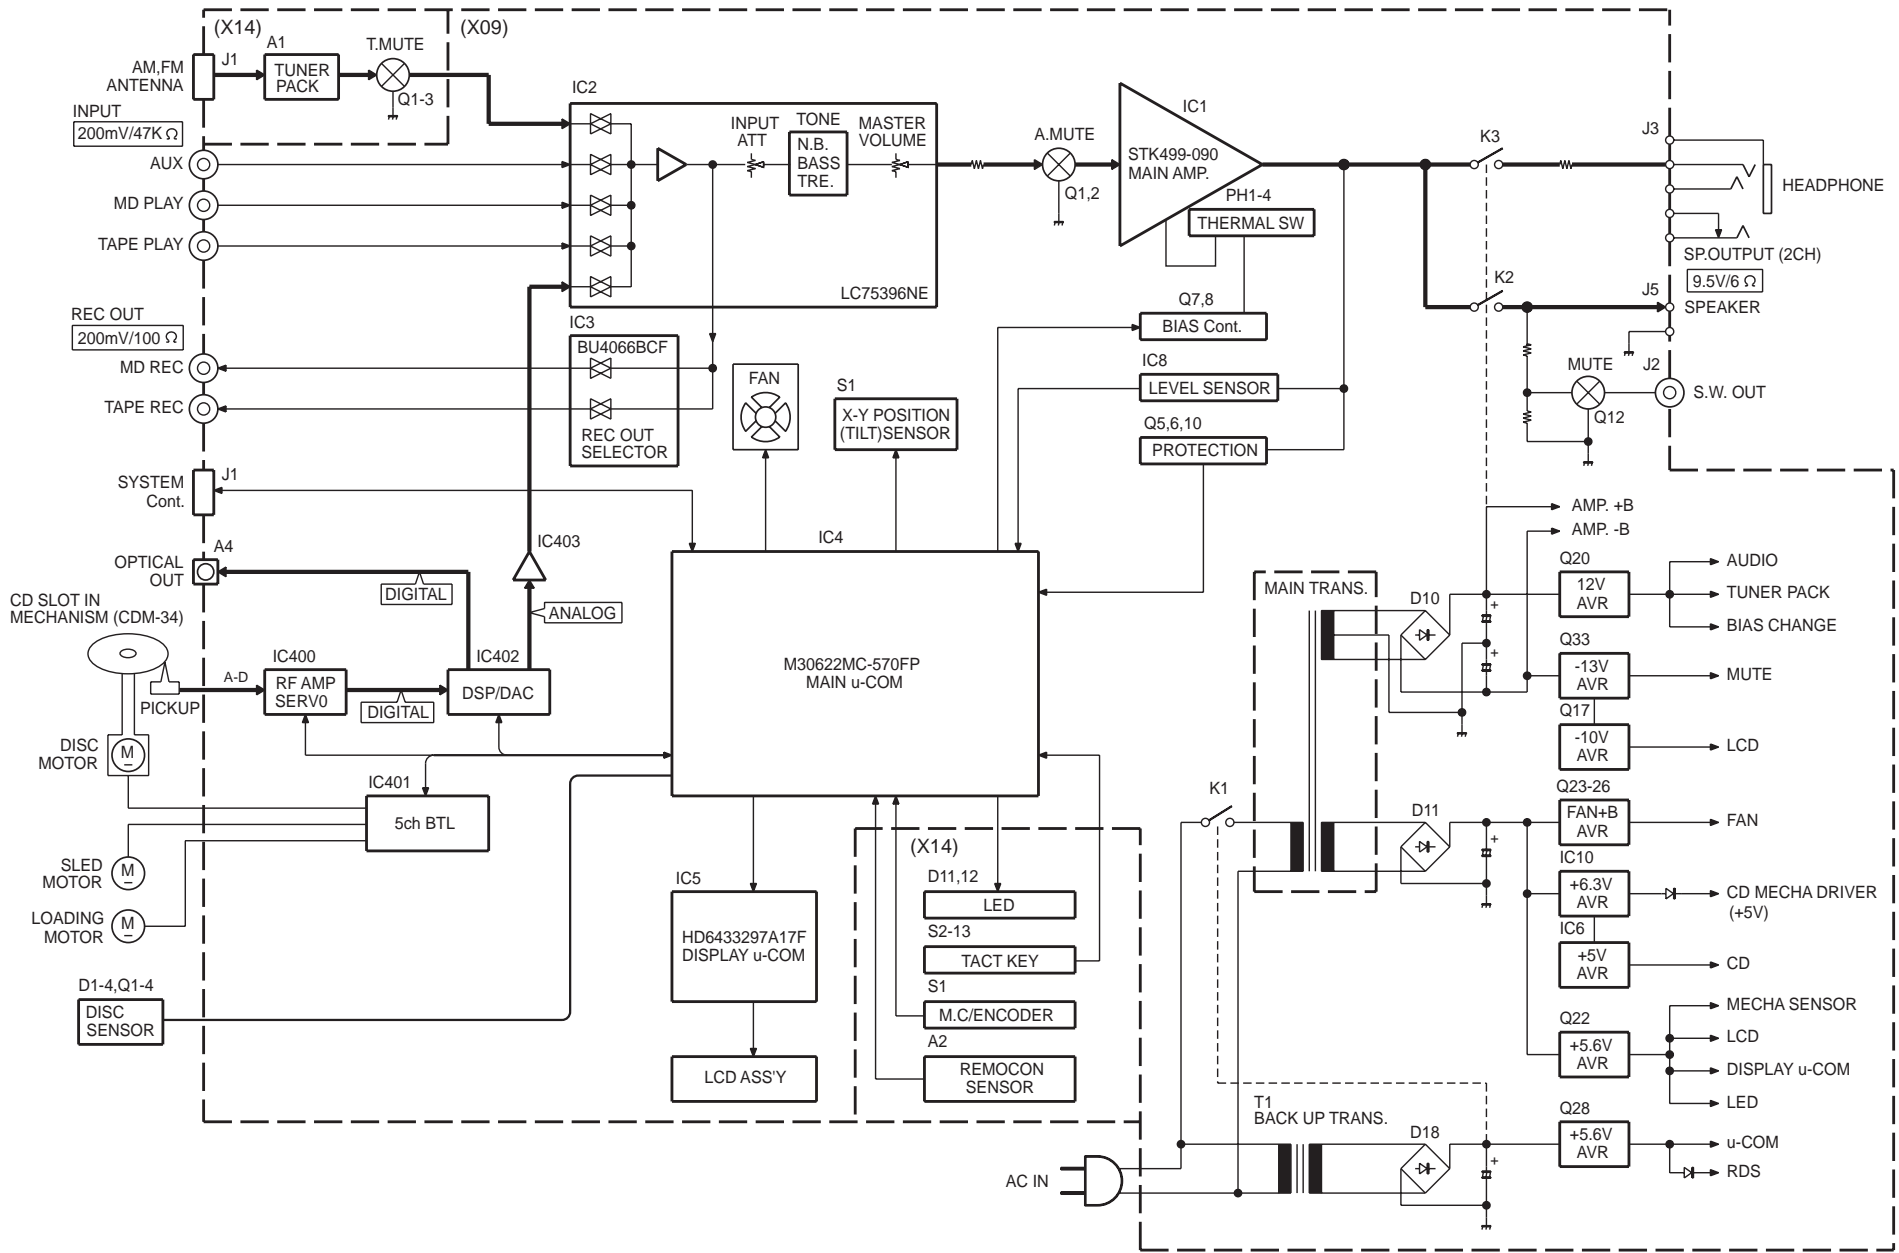 (X14)
(X09)
A1
T.MUTE
J1
AM,FM
ANTENNA
TUNER
PACK
Q1-3
INPUT
200mV/47K Ω
AUX
MD PLAY
TAPE PLAY
REC OUT
200mV/100 Ω
MD REC
TAPE REC
SYSTEM
Cont.
J1
OPTICAL
OUT
A4
IC2
INPUT
ATT
TONE
N.B.
BASS
TRE.
MASTER
VOLUME
LC75396NE
IC3
BU4066BCF
REC OUT
SELECTOR
A.MUTE
Q1,2
IC1
STK499-090
MAIN AMP.
PH1-4
THERMAL SW
Q7,8
BIAS Cont.
IC8
LEVEL SENSOR
Q5,6,10
PROTECTION
K3
K2
J3
HEADPHONE
SP.OUTPUT (2CH)
9.5V/6 Ω
J5
SPEAKER
MUTE
Q12
J2
S.W. OUT
FAN
S1
X-Y POSITION
(TILT)SENSOR
IC403
DIGITAL
ANALOG
CD SLOT IN
MECHANISM (CDM-34)
PICKUP
A-D
IC400
RF AMP
SERV0
DIGITAL
IC402
DSP/DAC
DISC
MOTOR
M
IC401
5ch BTL
SLED
MOTOR
M
LOADING
MOTOR
M
D1-4,Q1-4
DISC
SENSOR
IC4
M30622MC-570FP
MAIN u-COM
IC5
HD6433297A17F
DISPLAY u-COM
LCD ASS'Y
(X14)
D11,12
LED
S2-13
TACT KEY
S1
M.C/ENCODER
A2
REMOCON
SENSOR
AMP. +B
AMP. -B
MAIN TRANS.
D10
+
+
Q20
12V
AVR
AUDIO
TUNER PACK
BIAS CHANGE
Q33
-13V
AVR
MUTE
Q17
-10V
AVR
LCD
K1
D11
+
Q23-26
FAN+B
AVR
FAN
IC10
+6.3V
AVR
CD MECHA DRIVER
(+5V)
IC6
+5V
AVR
CD
Q22
+5.6V
AVR
MECHA SENSOR
LCD
DISPLAY u-COM
LED
T1
BACK UP TRANS.
AC IN
D18
+
Q28
+5.6V
AVR
u-COM
RDS